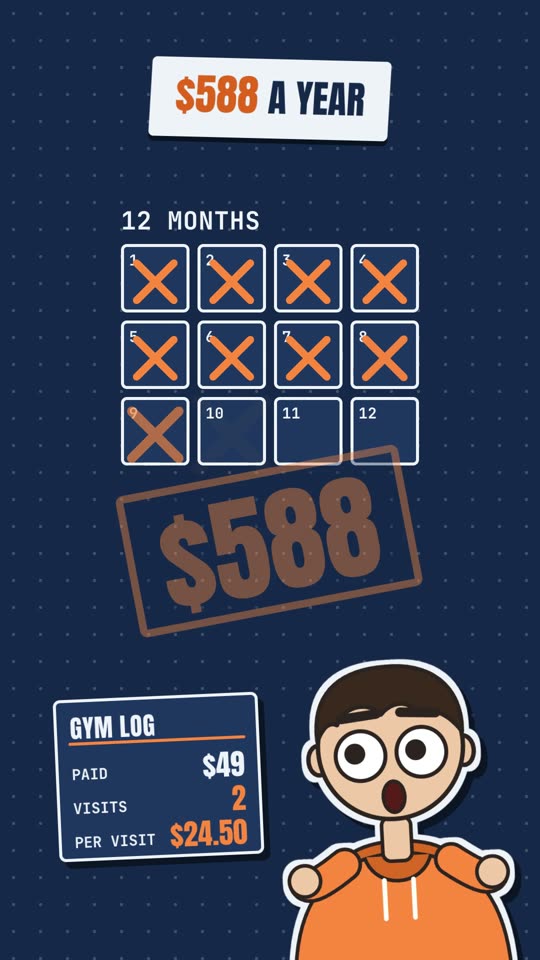 $588 A YEAR
12 MONTHS
1 2 3 4
5 6 7 8
9 10 11 12
$588
GYM LOG
PAID $49
VISITS 2
PER VISIT $24.50